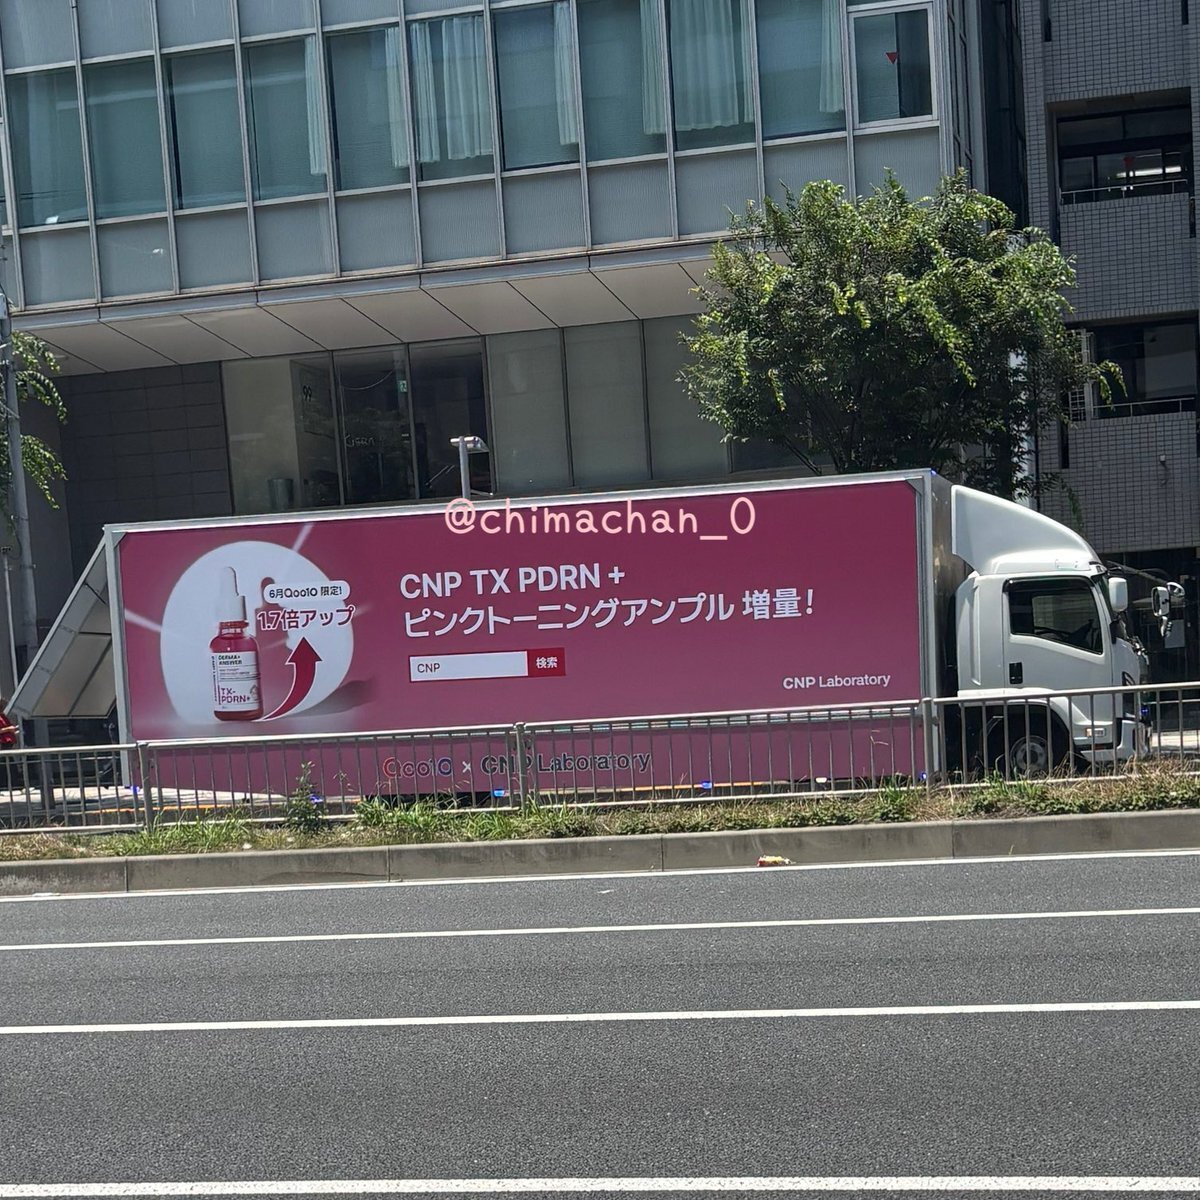 @chimachan_0
6月Qoo10 限定!
1.7倍アップ
CNP TX PDRN +
ピンクトーニングアンプル 増量!
CNP 検索
DERMA+
ANSWER
TX-
PDRN+
CNP Laboratory
Qoo10 × CNP Laboratory